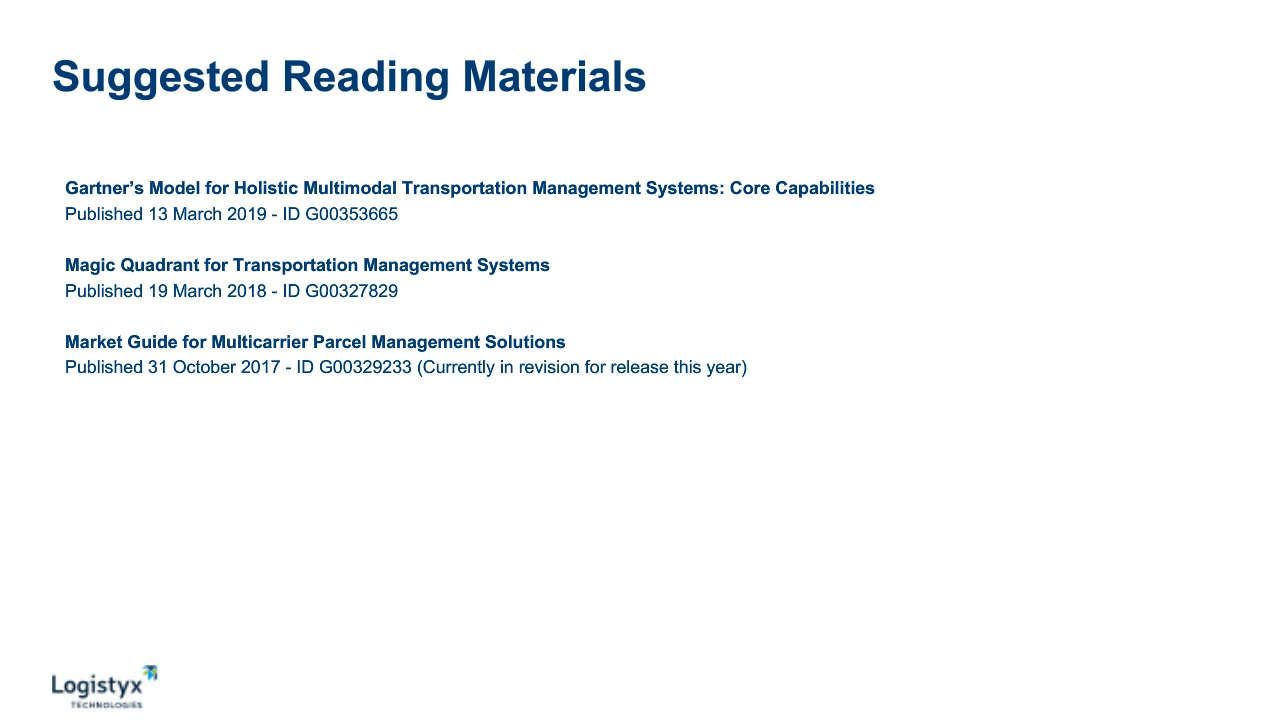 Suggested Reading Materials
Gartner’s Model for Holistic Multimodal Transportation Management Systems: Core Capabilities
Published 13 March 2019 - ID G00353665
Magic Quadrant for Transportation Management Systems
Published 19 March 2018 - ID G00327829
Market Guide for Multicarrier Parcel Management Solutions
Published 31 October 2017 - ID G00329233 (Currently in revision for release this year)
Logistyx
TECHNOLOGIES